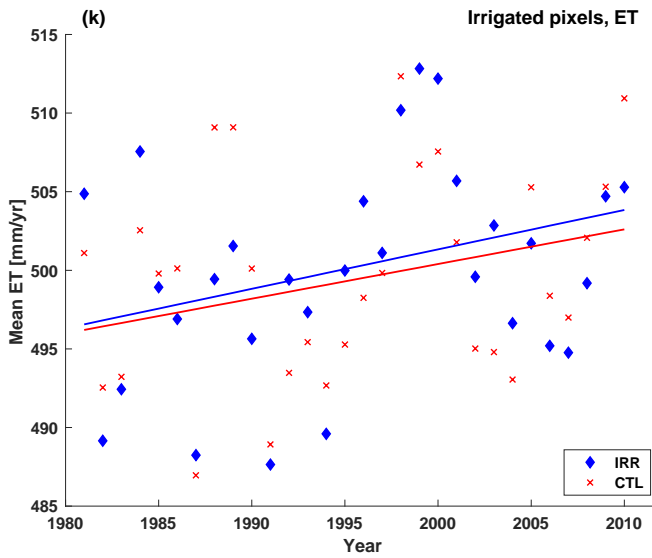 (k)
Irrigated pixels, ET
515
510
505
500
495
490
485
Mean ET [mm/yr]
1980
1985
1990
1995
2000
2005
2010
Year
IRR
CTL